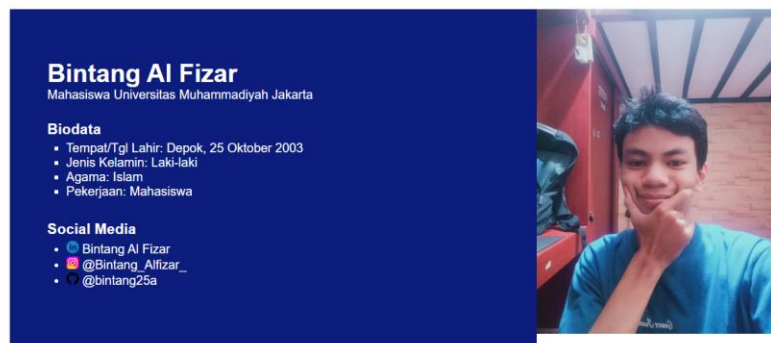 Bintang Al Fizar
Mahasiswa Universitas Muhammadiyah Jakarta
Biodata
Tempat/Tgl Lahir: Depok, 25 Oktober 2003
Jenis Kelamin: Laki-laki
Agama: Islam
Pekerjaan: Mahasiswa
Social Media
Bintang Al Fizar
@Bintang_Alfizar_
@bintang25a